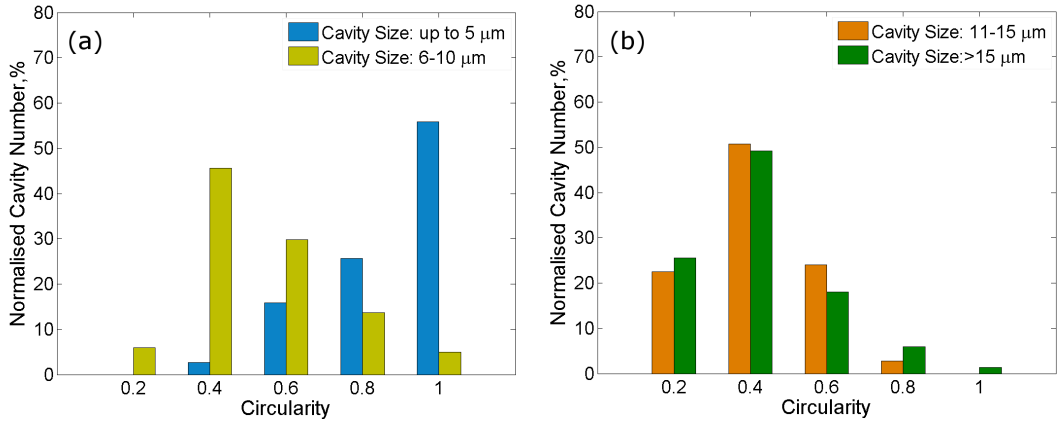 (a)
Cavity Size: up to 5 μm
Cavity Size: 6-10 μm
Normalised Cavity Number,%
80
70
60
50
40
30
20
10
0
0.2 0.4 0.6 0.8 1
Circularity
(b)
Cavity Size: 11-15 μm
Cavity Size:>15 μm
Normalised Cavity Number,%
80
70
60
50
40
30
20
10
0
0.2 0.4 0.6 0.8 1
Circularity